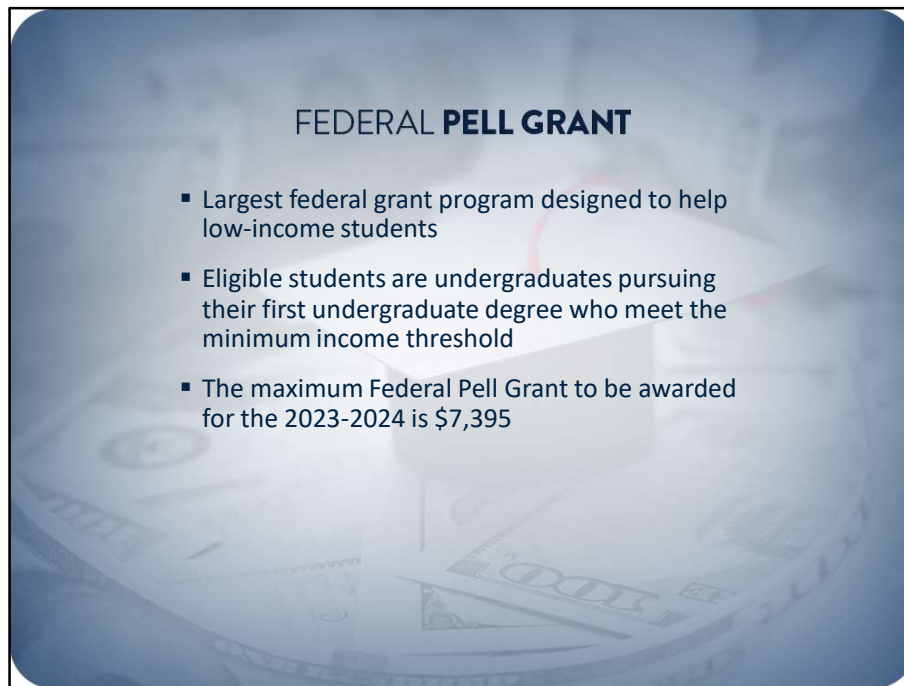 FEDERAL PELL GRANT
▪ Largest federal grant program designed to help
low-income students
▪ Eligible students are undergraduates pursuing
their first undergraduate degree who meet the
minimum income threshold
▪ The maximum Federal Pell Grant to be awarded
for the 2023-2024 is $7,395